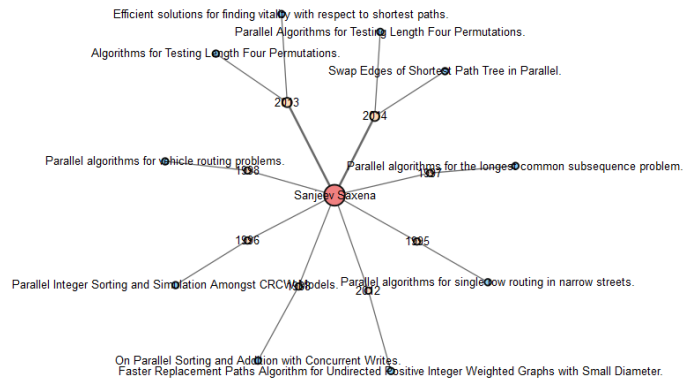 Efficient solutions for finding vitality with respect to shortest paths.
Parallel Algorithms for Testing Length Four Permutations.
Algorithms for Testing Length Four Permutations.
Swap Edges of Shortest Path Tree in Parallel.
2013
2014
Parallel algorithms for vehicle routing problems.
1998
Parallel algorithms for the longest common subsequence problem.
1997
Sanjeev Saxena
1996
1995
Parallel Integer Sorting and Simulation Amongst CRCW Models.
1988
Parallel algorithms for single row routing in narrow streets.
2012
On Parallel Sorting and Addition with Concurrent Writes.
Faster Replacement Paths Algorithm for Undirected Positive Integer Weighted Graphs with Small Diameter.